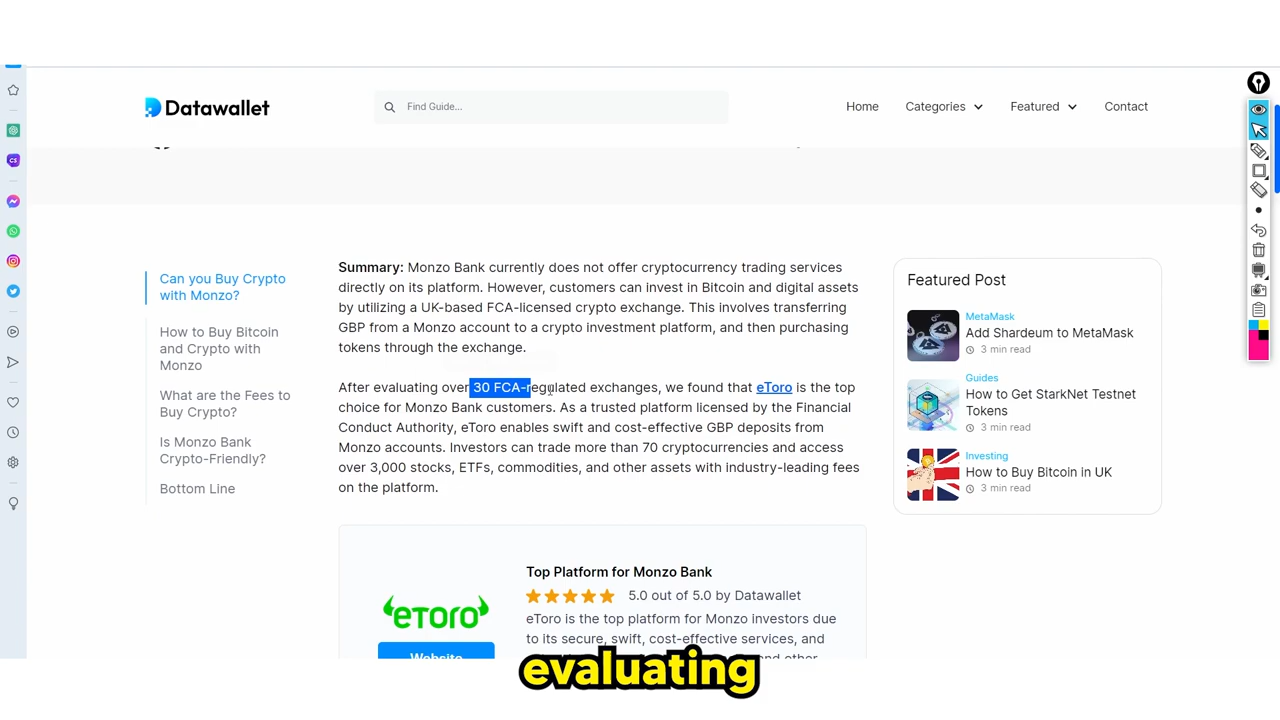 Datawallet
Find Guide...
Home
Categories
Featured
Contact
Can you Buy Crypto
with Monzo?
How to Buy Bitcoin
and Crypto with
Monzo
What are the Fees to
Buy Crypto?
Is Monzo Bank
Crypto-Friendly?
Bottom Line
Summary: Monzo Bank currently does not offer cryptocurrency trading services
directly on its platform. However, customers can invest in Bitcoin and digital assets
by utilizing a UK-based FCA-licensed crypto exchange. This involves transferring
GBP from a Monzo account to a crypto investment platform, and then purchasing
tokens through the exchange.
After evaluating over 30 FCA-regulated exchanges, we found that eToro is the top
choice for Monzo Bank customers. As a trusted platform licensed by the Financial
Conduct Authority, eToro enables swift and cost-effective GBP deposits from
Monzo accounts. Investors can trade more than 70 cryptocurrencies and access
over 3,000 stocks, ETFs, commodities, and other assets with industry-leading fees
on the platform.
eTORO
Website
Top Platform for Monzo Bank
5.0 out of 5.0 by Datawallet
eToro is the top platform for Monzo investors due
to its secure, swift, cost-effective services, and
Featured Post
MetaMask
Add Shardeum to MetaMask
3 min read
Guides
How to Get StarkNet Testnet
Tokens
3 min read
Investing
How to Buy Bitcoin in UK
3 min read
evaluating